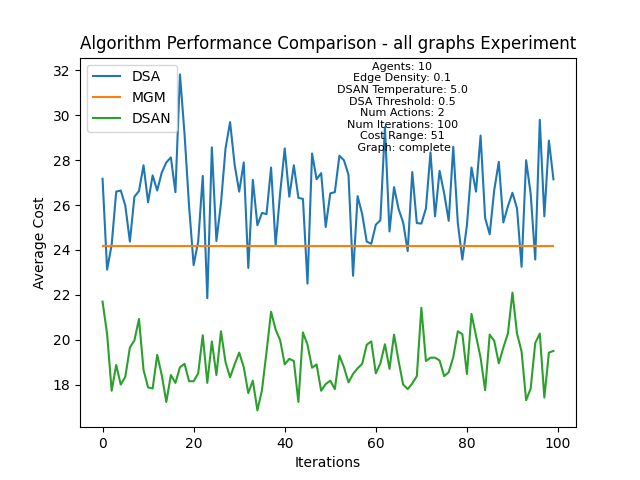 Algorithm Performance Comparison - all graphs Experiment
DSA
MGM
DSAN
Agents: 10
Edge Density: 0.1
DSAN Temperature: 5.0
DSA Threshold: 0.5
Num Actions: 2
Num Iterations: 100
Cost Range: 51
Graph: complete
Average Cost
32
30
28
26
24
22
20
18
0
20
40
60
80
100
Iterations